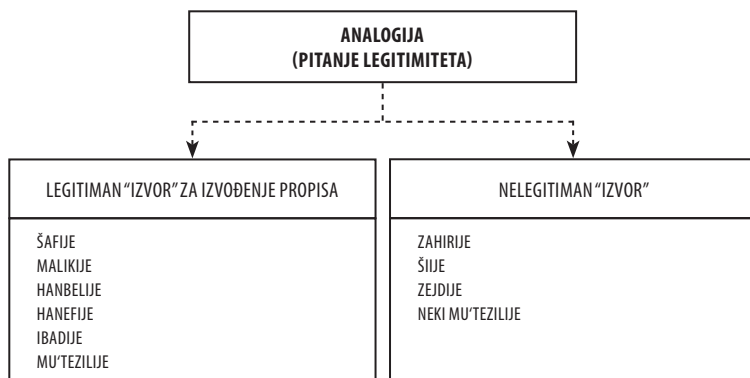 ANALOGIJA
(PITANJE LEGITIMITETA)
LEGITIMAN “IZVOR” ZA IZVOĐENJE PROPISA
ŠAFIJE
MALIKIJE
HANBELIJE
HANEFIJE
IBADIJE
MU‘TEZILIJE
NELEGITIMAN “IZVOR”
ZAHIRIJE
ŠIIJE
ZEJDIJE
NEKI MU‘TEZILIJE